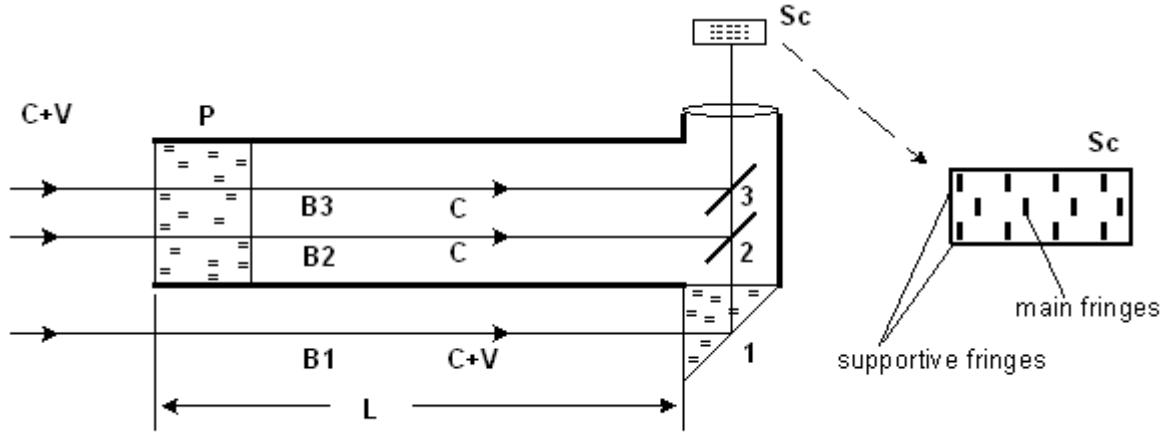 Sc
C+V
P
Sc
B3
C
3
B2
C
2
main fringes
B1
C+V
1
supportive fringes
L